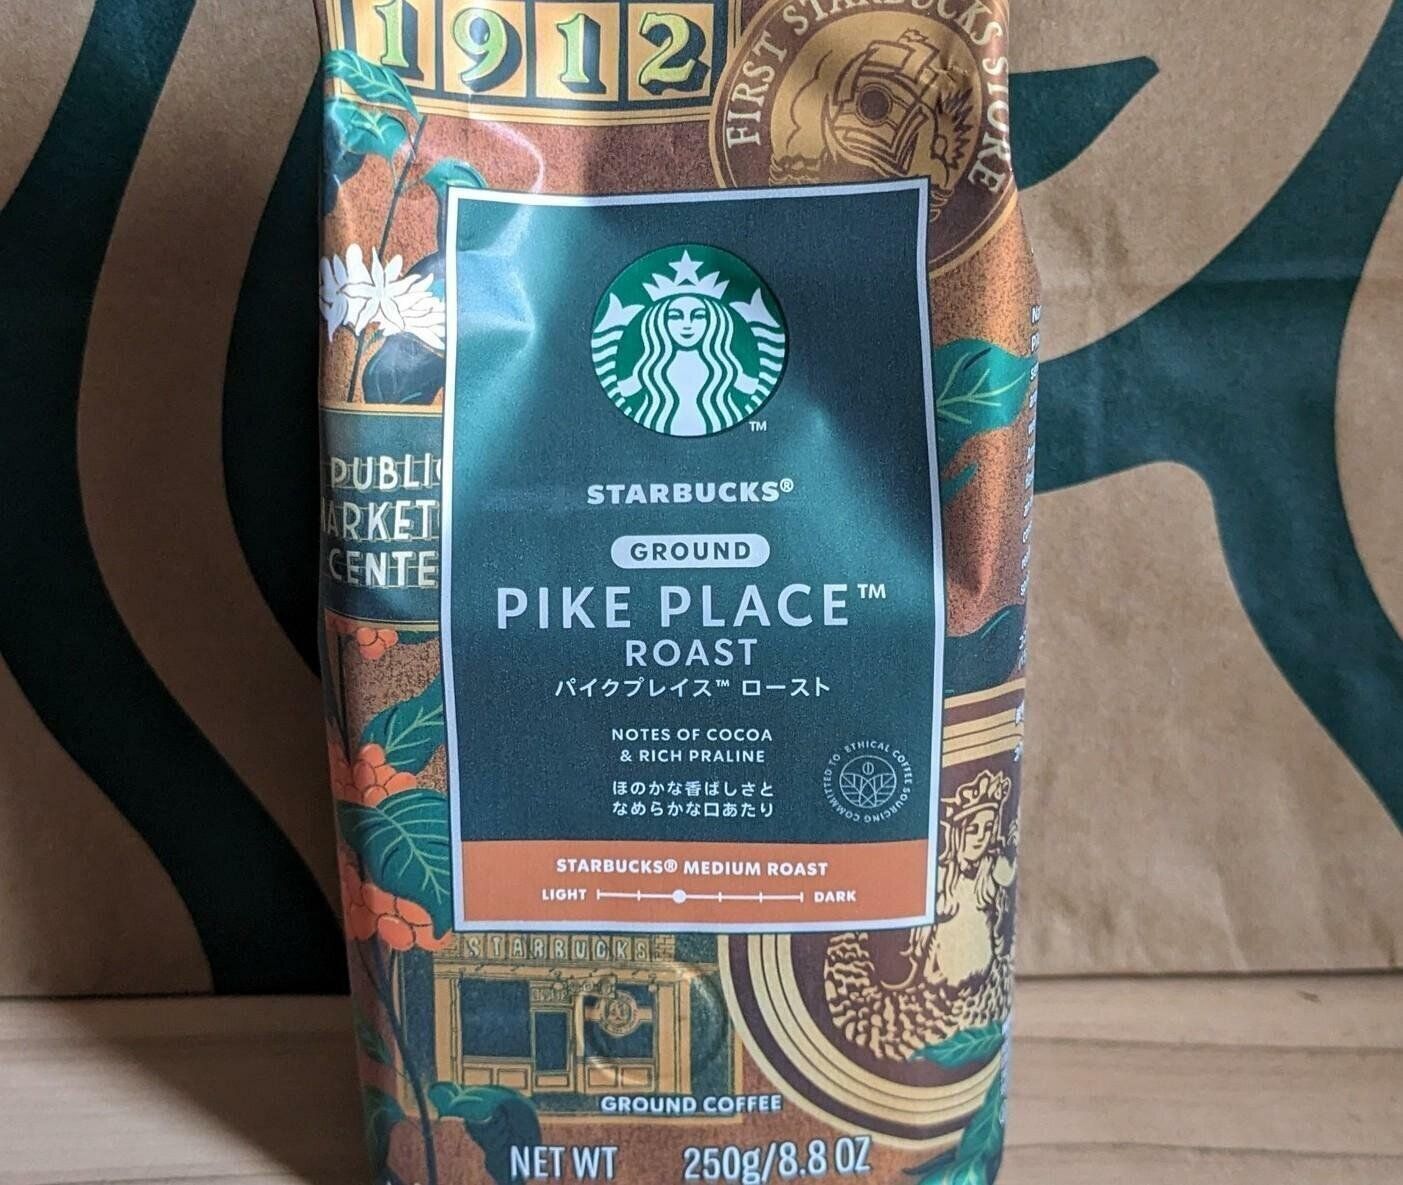 1912
FIRST STARBUCKS STORE
PUBLIC
MARKET
CENTE
TM
STARBUCKS®
GROUND
PIKE PLACE™
ROAST
パイクプレイス™ ロースト
NOTES OF COCOA
& RICH PRALINE
ほのかな香ばしさと
なめらかな口あたり
COMMITTED TO ETHICAL COFFEE SOURCING
STARBUCKS® MEDIUM ROAST
LIGHT DARK
STARBUCKS
GROUND COFFEE
NET WT 250g/8.8 OZ